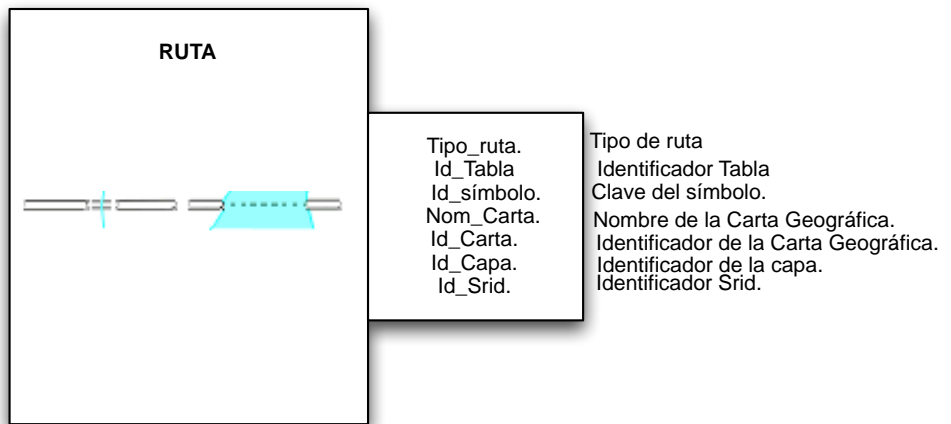 RUTA
Tipo_ruta.
Id_Tabla
Id_símbolo.
Nom_Carta.
Id_Carta.
Id_Capa.
Id_Srid.
Tipo de ruta
Identificador Tabla
Clave del símbolo.
Nombre de la Carta Geográfica.
Identificador de la Carta Geográfica.
Identificador de la capa.
Identificador Srid.